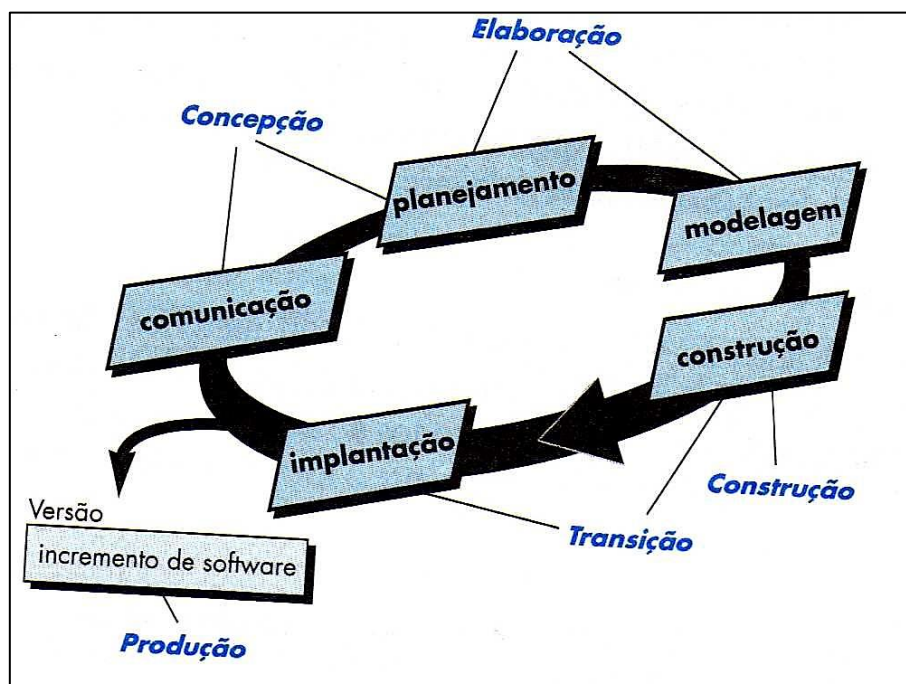 Elaboração
Concepção
planejamento
modelagem
comunicação
construção
implantação
Construção
Transição
Versão
incremento de software
Produção